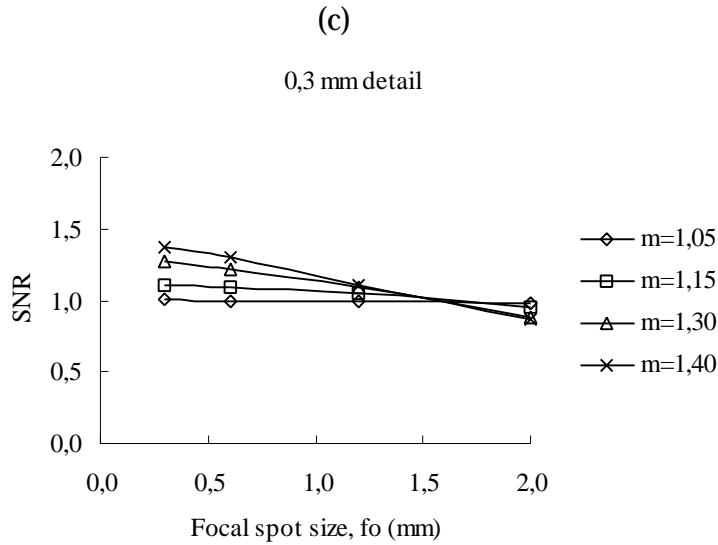 (c)
0,3 mm detail
2,0
1,5
1,0
0,5
0,0
SNR
0,0 0,5 1,0 1,5 2,0
Focal spot size, fo (mm)
m=1,05
m=1,15
m=1,30
m=1,40